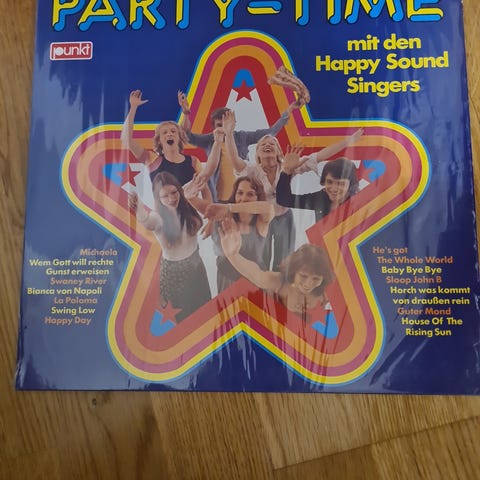 PARTY-TIME
punkt
mit den
Happy Sound
Singers
Michaela
Wem Gott will rechte
Gunst erweisen
Swaney River
Bianca von Napoli
La Paloma
Swing Low
Happy Day
He's got
The Whole World
Baby Bye Bye
Sloop John B
Horch was kommt
von draußen rein
Guter Mond
House Of The
Rising Sun